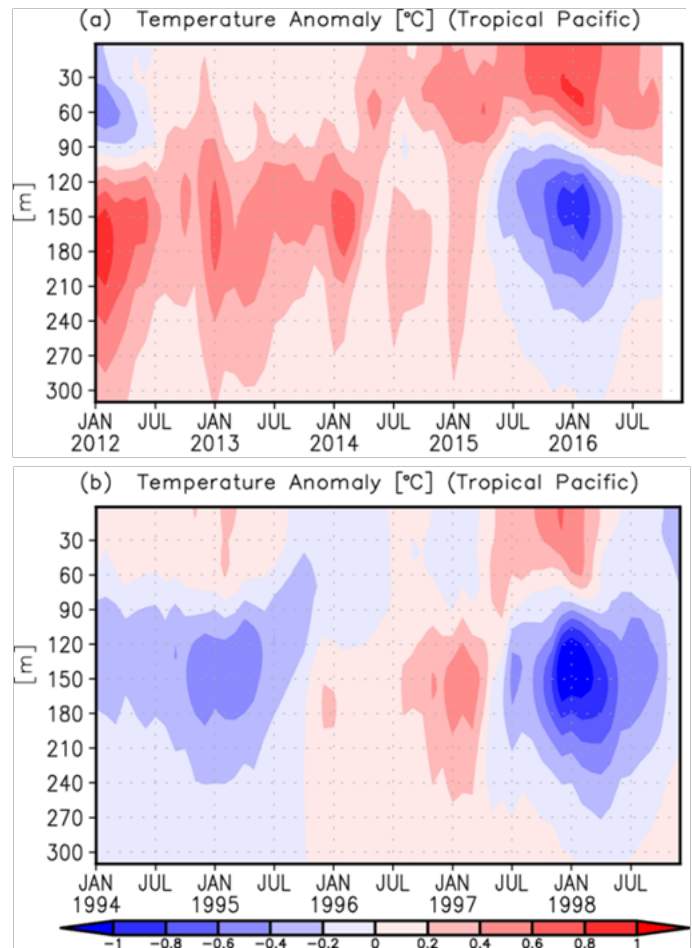 (a) Temperature Anomaly [°C] (Tropical Pacific)
30
60
90
120
150
180
210
240
270
300
[m]
JAN JUL JAN JUL JAN JUL JAN JUL JAN JUL
2012 2013 2014 2015 2016
(b) Temperature Anomaly [°C] (Tropical Pacific)
30
60
90
120
150
180
210
240
270
300
[m]
JAN JUL JAN JUL JAN JUL JAN JUL JAN JUL
1994 1995 1996 1997 1998
-1 -0.8 -0.6 -0.4 -0.2 0 0.2 0.4 0.6 0.8 1